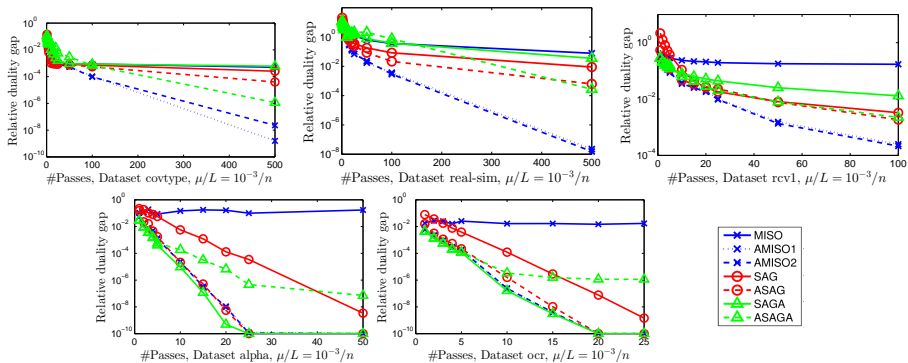 10^0
10^-2
10^-4
10^-6
10^-8
10^-10
Relative duality gap
0 100 200 300 400 500
#Passes, Dataset covtype, μ/L = 10^-3/n
10^0
10^-2
10^-4
10^-6
10^-8
Relative duality gap
0 100 200 300 400 500
#Passes, Dataset real-sim, μ/L = 10^-3/n
10^0
10^-2
10^-4
Relative duality gap
0 20 40 60 80 100
#Passes, Dataset rcv1, μ/L = 10^-3/n
10^0
10^-2
10^-4
10^-6
10^-8
10^-10
Relative duality gap
0 10 20 30 40 50
#Passes, Dataset alpha, μ/L = 10^-3/n
10^0
10^-2
10^-4
10^-6
10^-8
10^-10
Relative duality gap
0 5 10 15 20 25
#Passes, Dataset ocr, μ/L = 10^-3/n
MISO
AMISO1
AMISO2
SAG
ASAG
SAGA
ASAGA